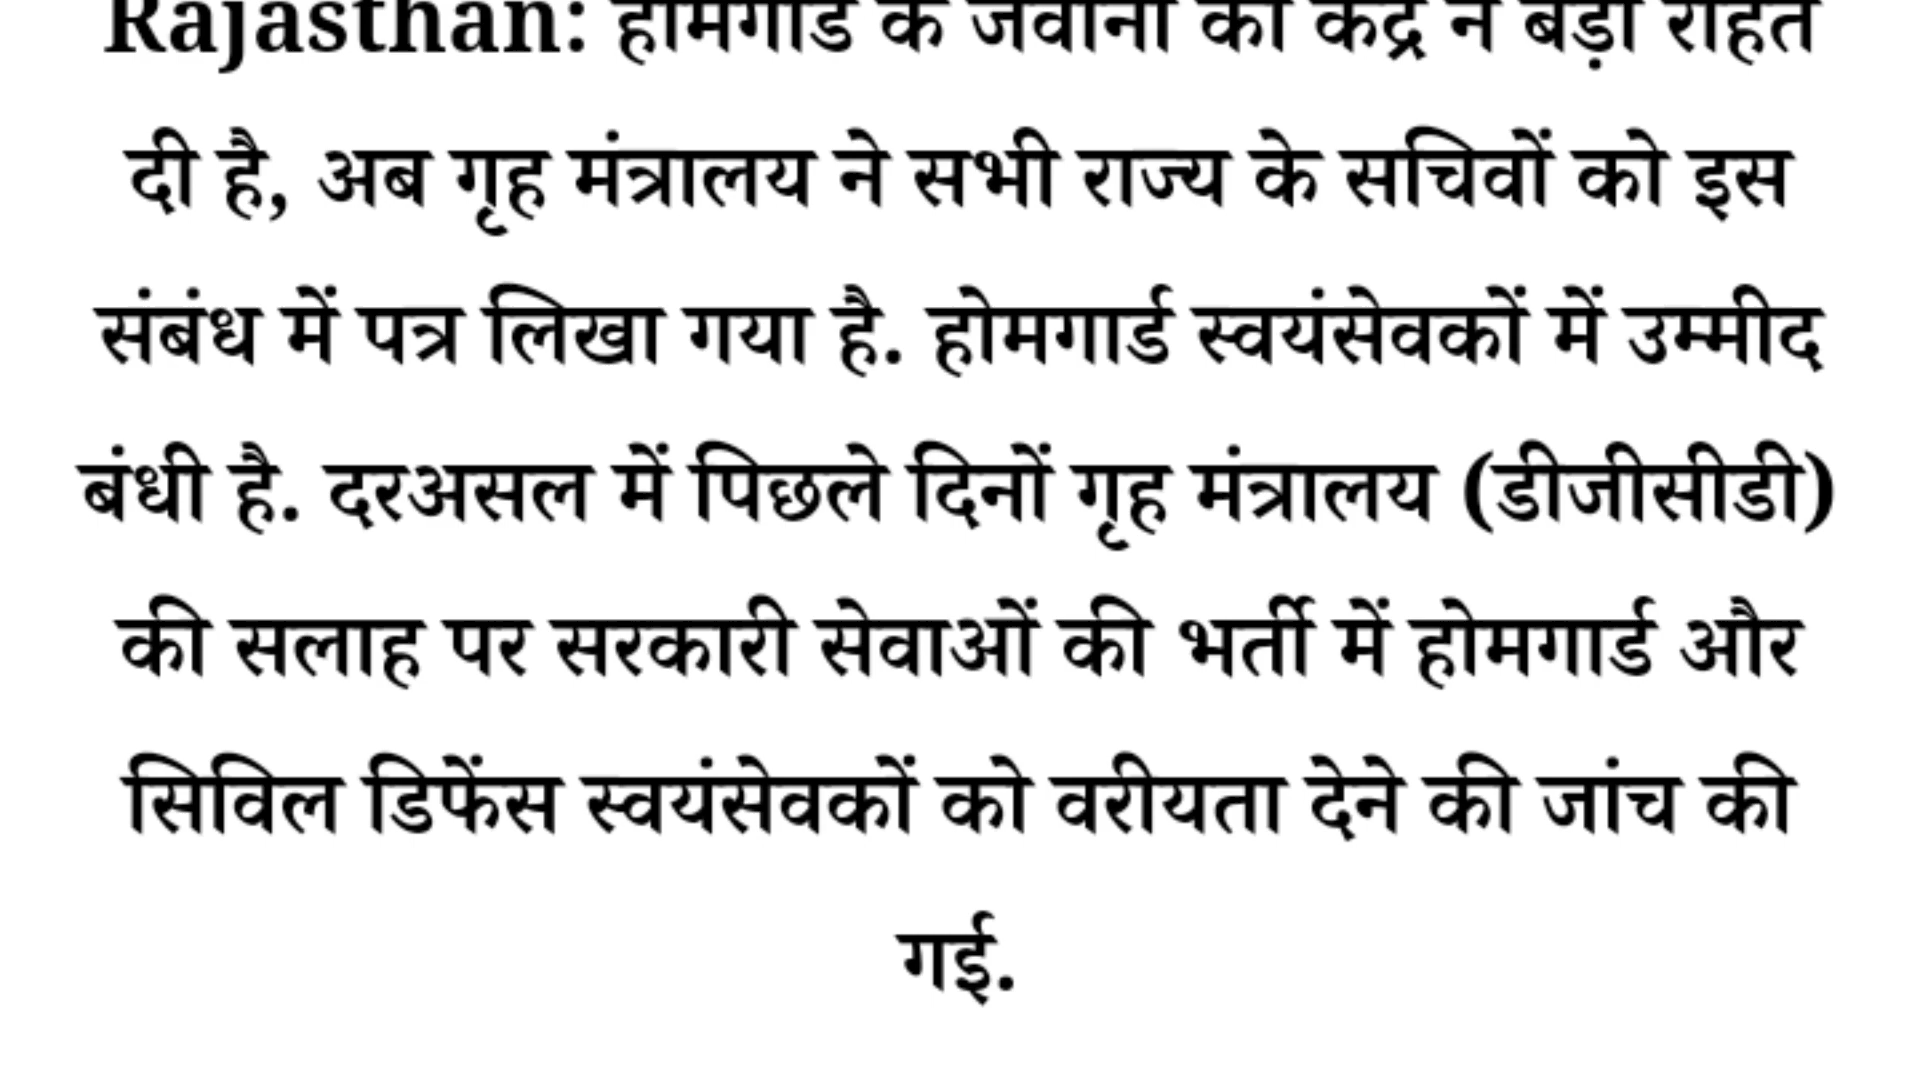 Rajasthan: होमगार्ड के जवानों को केंद्र ने बड़ी राहत
दी है, अब गृह मंत्रालय ने सभी राज्य के सचिवों को इस
संबंध में पत्र लिखा गया है. होमगार्ड स्वयंसेवकों में उम्मीद
बंधी है. दरअसल में पिछले दिनों गृह मंत्रालय (डीजीसीडी)
की सलाह पर सरकारी सेवाओं की भर्ती में होमगार्ड और
सिविल डिफेंस स्वयंसेवकों को वरीयता देने की जांच की
गई.